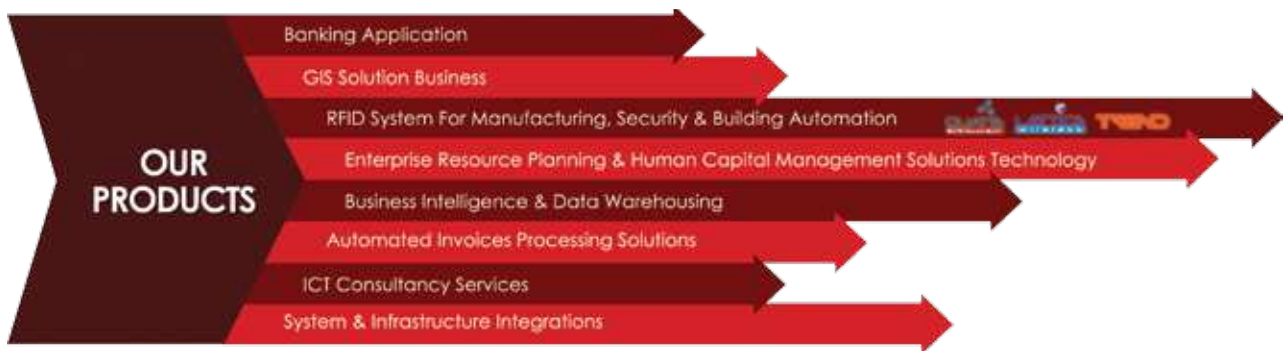 OUR
PRODUCTS
Banking Application
GIS Solution Business
RFID System For Manufacturing, Security & Building Automation
TREND
Enterprise Resource Planning & Human Capital Management Solutions Technology
Business Intelligence & Data Warehousing
Automated Invoices Processing Solutions
ICT Consultancy Services
System & Infrastructure Integrations